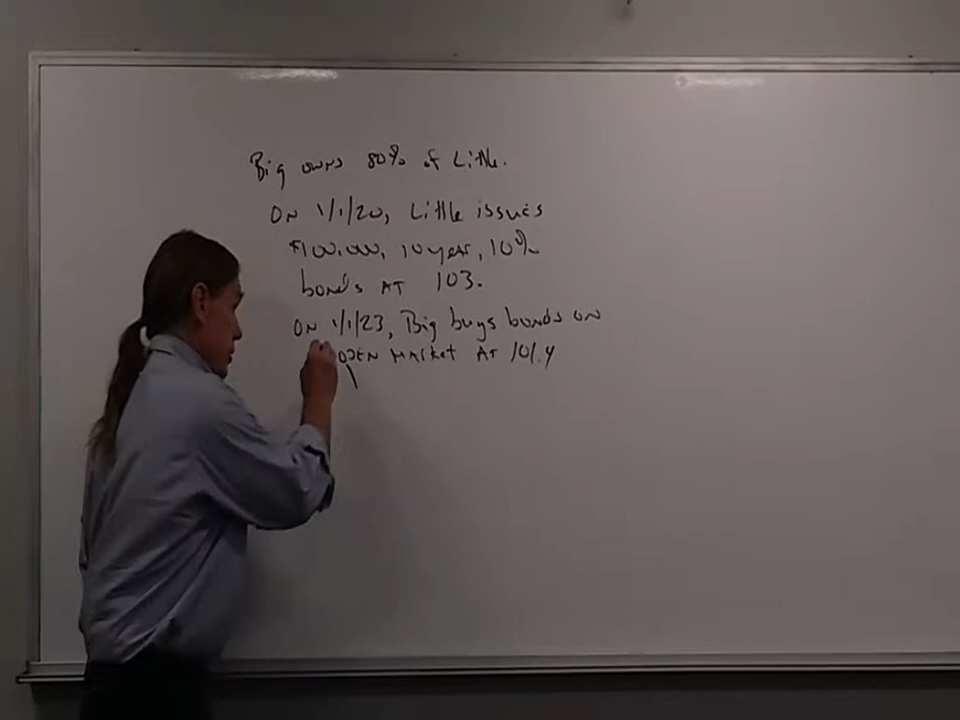 Big owns 80% of Little.
On 1/1/20, Little issues
$100,000, 10 year, 10%
bonds at 103.
On 1/1/23, Big buys bonds on
open market at 101.4